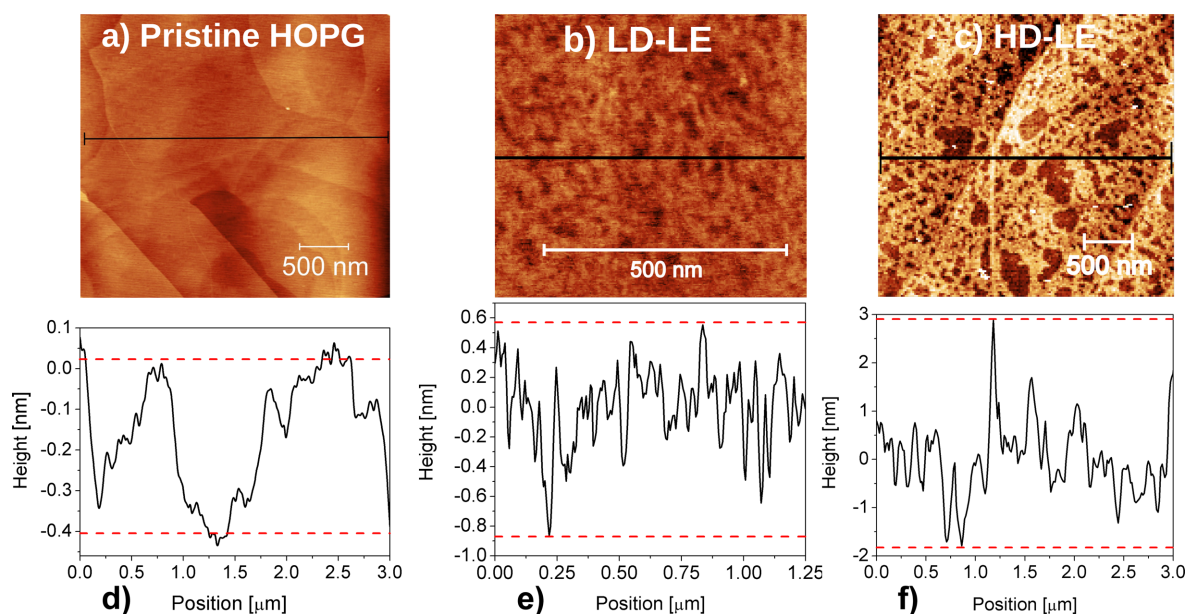 a) Pristine HOPG
500 nm
b) LD-LE
500 nm
c) HD-LE
500 nm
Height [nm]
0.1
0.0
-0.1
-0.2
-0.3
-0.4
0.0 0.5 1.0 1.5 2.0 2.5 3.0
d) Position [μm]
Height [nm]
0.6
0.4
0.2
0.0
-0.2
-0.4
-0.6
-0.8
-1.0
0.00 0.25 0.50 0.75 1.00 1.25
e) Position [μm]
Height [nm]
3
2
1
0
-1
-2
0.0 0.5 1.0 1.5 2.0 2.5 3.0
f) Position [μm]